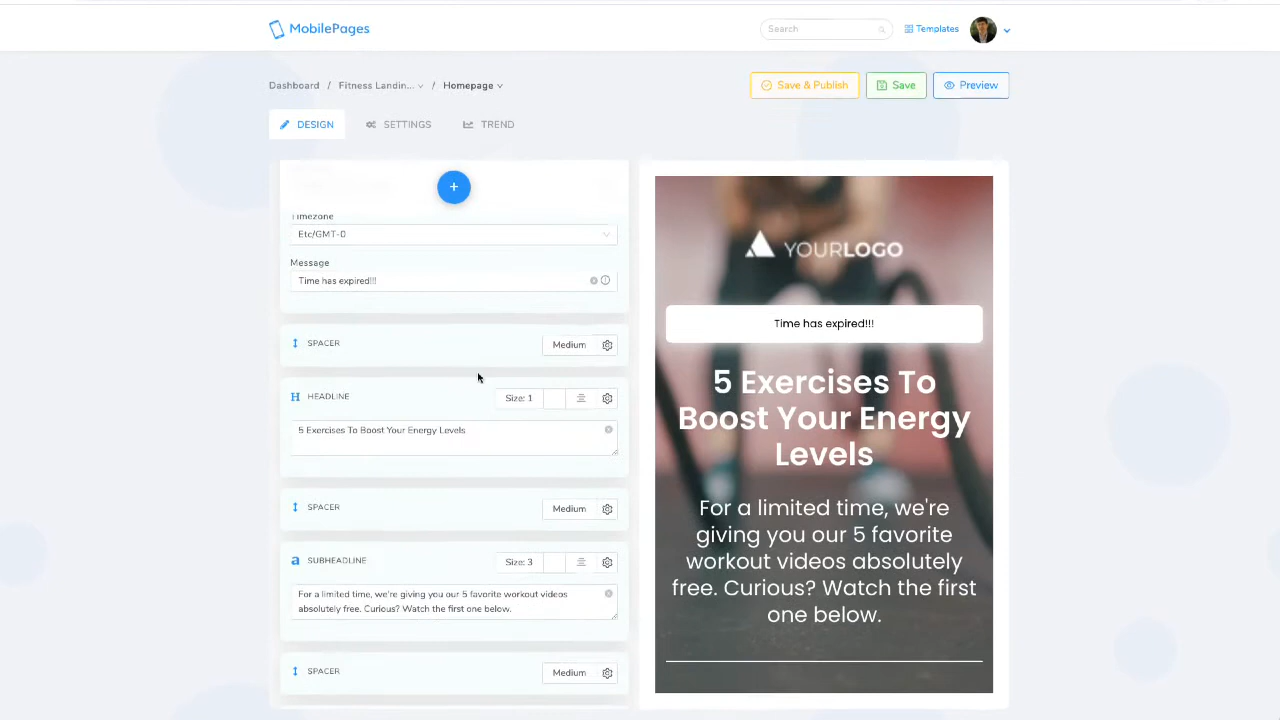 MobilePages
Search
Templates
Dashboard / Fitness Landin... / Homepage
Save & Publish
Save
Preview
DESIGN
SETTINGS
TREND
+
Timezone
Etc/GMT-0
Message
Time has expired!!!
SPACER
Medium
HEADLINE
Size: 1
5 Exercises To Boost Your Energy Levels
SPACER
Medium
SUBHEADLINE
Size: 3
For a limited time, we're giving you our 5 favorite workout videos
absolutely free. Curious? Watch the first one below.
SPACER
Medium
YOURLOGO
Time has expired!!!
5 Exercises To
Boost Your Energy
Levels
For a limited time, we're
giving you our 5 favorite
workout videos absolutely
free. Curious? Watch the first
one below.